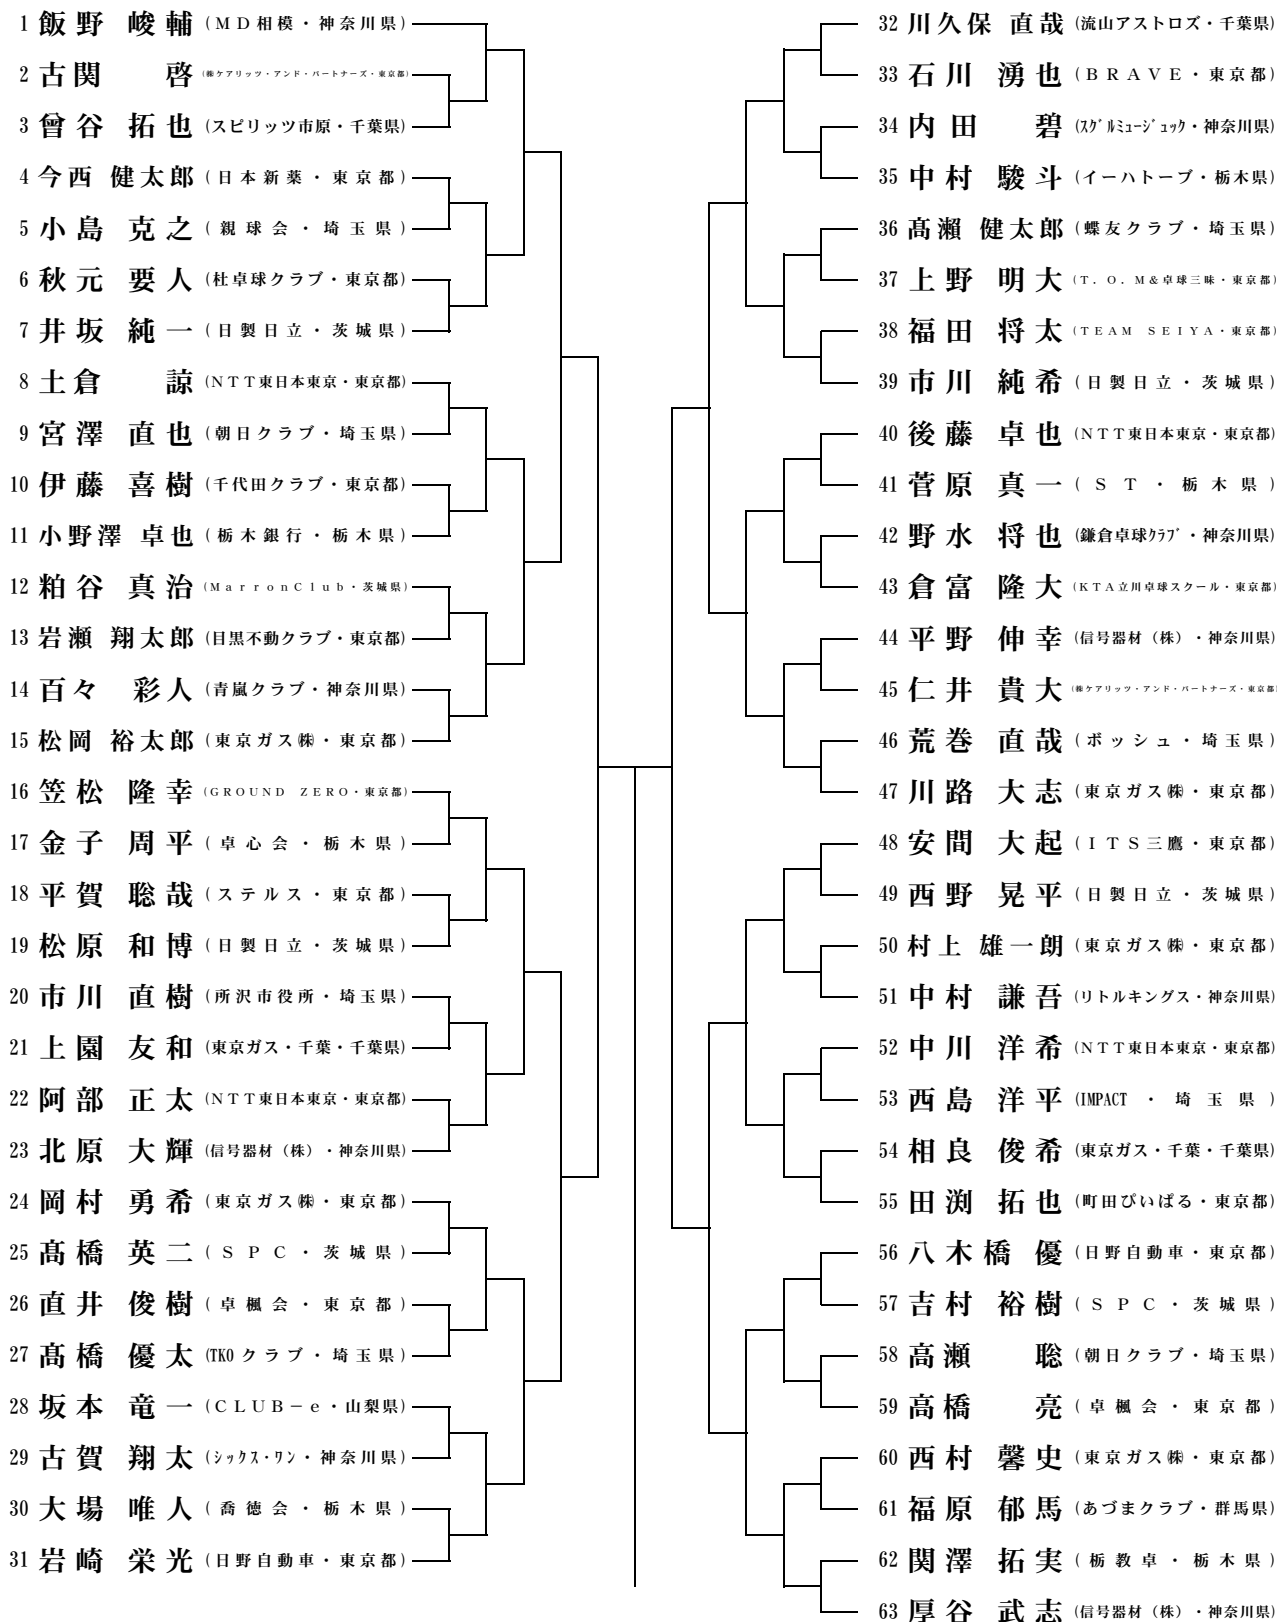 1 飯野 峻輔 (MD相模・神奈川県)
2 古関 啓 (㈱ケアリッツ・アンド・パートナーズ・東京都)
3 曾谷 拓也 (スピリッツ市原・千葉県)
4 今西 健太郎 (日本新薬・東京都)
5 小島 克之 (親球会・埼玉県)
6 秋元 要人 (杜卓球クラブ・東京都)
7 井坂 純一 (日製日立・茨城県)
8 土倉 諒 (NTT東日本東京・東京都)
9 宮澤 直也 (朝日クラブ・埼玉県)
10 伊藤 喜樹 (千代田クラブ・東京都)
11 小野澤 卓也 (栃木銀行・栃木県)
12 粕谷 真治 (MarronClub・茨城県)
13 岩瀬 翔太郎 (目黒不動クラブ・東京都)
14 百々 彩人 (青嵐クラブ・神奈川県)
15 松岡 裕太郎 (東京ガス㈱・東京都)
16 笠松 隆幸 (GROUND ZERO・東京都)
17 金子 周平 (卓心会・栃木県)
18 平賀 聡哉 (ステルス・東京都)
19 松原 和博 (日製日立・茨城県)
20 市川 直樹 (所沢市役所・埼玉県)
21 上園 友和 (東京ガス・千葉・千葉県)
22 阿部 正太 (NTT東日本東京・東京都)
23 北原 大輝 (信号器材（株）・神奈川県)
24 岡村 勇希 (東京ガス㈱・東京都)
25 髙橋 英二 (SPC・茨城県)
26 直井 俊樹 (卓楓会・東京都)
27 髙橋 優太 (TKOクラブ・埼玉県)
28 坂本 竜一 (CLUB－e・山梨県)
29 古賀 翔太 (ｼｯｸｽ・ﾜﾝ・神奈川県)
30 大場 唯人 (喬徳会・栃木県)
31 岩崎 栄光 (日野自動車・東京都)
32 川久保 直哉 (流山アストロズ・千葉県)
33 石川 湧也 (BRAVE・東京都)
34 内田 碧 (ｽｸﾞﾙﾐｭｰｼﾞｭｯｸ・神奈川県)
35 中村 駿斗 (イーハトーブ・栃木県)
36 髙瀬 健太郎 (蝶友クラブ・埼玉県)
37 上野 明大 (T．O．M＆卓球三昧・東京都)
38 福田 将太 (TEAM SEIYA・東京都)
39 市川 純希 (日製日立・茨城県)
40 後藤 卓也 (NTT東日本東京・東京都)
41 菅原 真一 (ST・栃木県)
42 野水 将也 (鎌倉卓球ｸﾗﾌﾞ・神奈川県)
43 倉富 隆大 (KTA立川卓球スクール・東京都)
44 平野 伸幸 (信号器材（株）・神奈川県)
45 仁井 貴大 (㈱ケアリッツ・アンド・パートナーズ・東京都)
46 荒巻 直哉 (ボッシュ・埼玉県)
47 川路 大志 (東京ガス㈱・東京都)
48 安間 大起 (ITS三鷹・東京都)
49 西野 晃平 (日製日立・茨城県)
50 村上 雄一朗 (東京ガス㈱・東京都)
51 中村 謙吾 (リトルキングス・神奈川県)
52 中川 洋希 (NTT東日本東京・東京都)
53 西島 洋平 (IMPACT・埼玉県)
54 相良 俊希 (東京ガス・千葉・千葉県)
55 田渕 拓也 (町田ぴいぱる・東京都)
56 八木橋 優 (日野自動車・東京都)
57 吉村 裕樹 (SPC・茨城県)
58 高瀬 聡 (朝日クラブ・埼玉県)
59 高橋 亮 (卓楓会・東京都)
60 西村 馨史 (東京ガス㈱・東京都)
61 福原 郁馬 (あづまクラブ・群馬県)
62 関澤 拓実 (栃教卓・栃木県)
63 厚谷 武志 (信号器材（株）・神奈川県)